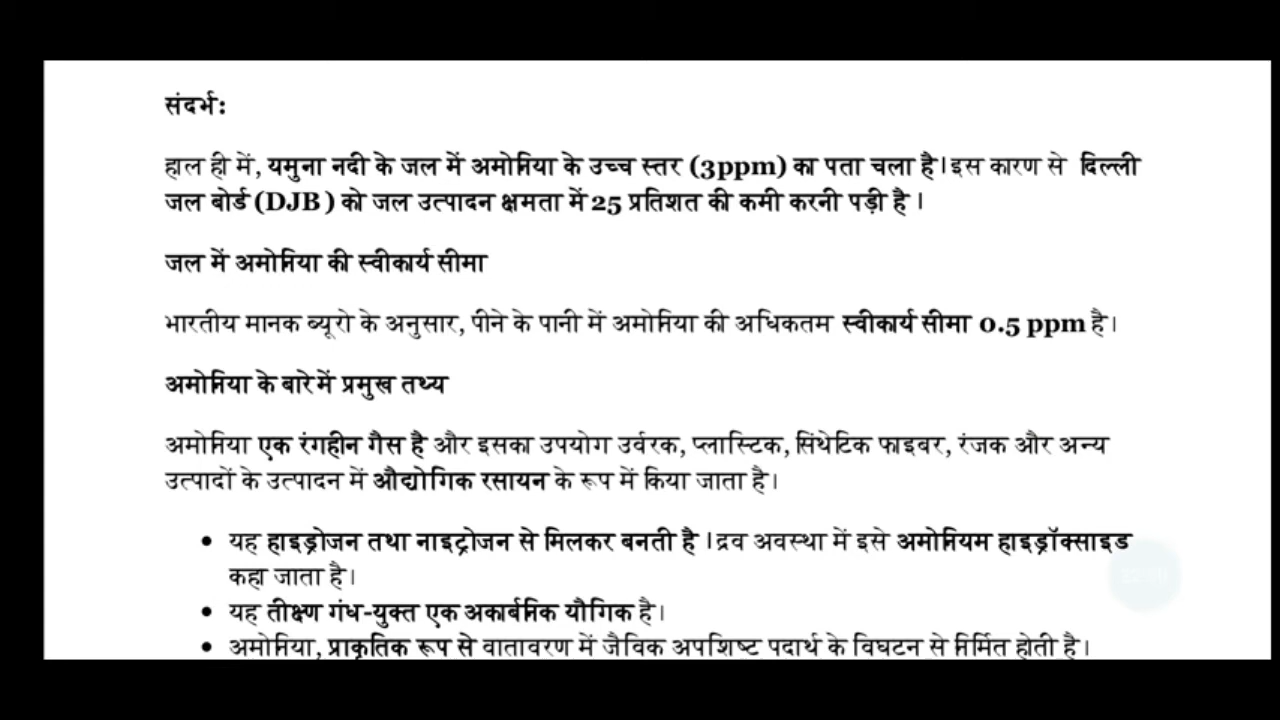 संदर्भ:
हाल ही में, यमुना नदी के जल में अमोनिया के उच्च स्तर (3ppm) का पता चला है। इस कारण से दिल्ली
जल बोर्ड (DJB) को जल उत्पादन क्षमता में 25 प्रतिशत की कमी करनी पड़ी है ।
जल में अमोनिया की स्वीकार्य सीमा
भारतीय मानक ब्यूरो के अनुसार, पीने के पानी में अमोनिया की अधिकतम स्वीकार्य सीमा 0.5 ppm है।
अमोनिया के बारे में प्रमुख तथ्य
अमोनिया एक रंगहीन गैस है और इसका उपयोग उर्वरक, प्लास्टिक, सिंथेटिक फाइबर, रंजक और अन्य
उत्पादों के उत्पादन में औद्योगिक रसायन के रूप में किया जाता है।
• यह हाइड्रोजन तथा नाइट्रोजन से मिलकर बनती है । द्रव अवस्था में इसे अमोनियम हाइड्रॉक्साइड
कहा जाता है।
• यह तीक्ष्ण गंध-युक्त एक अकार्बनिक यौगिक है।
• अमोनिया, प्राकृतिक रूप से वातावरण में जैविक अपशिष्ट पदार्थ के विघटन से निर्मित होती है।